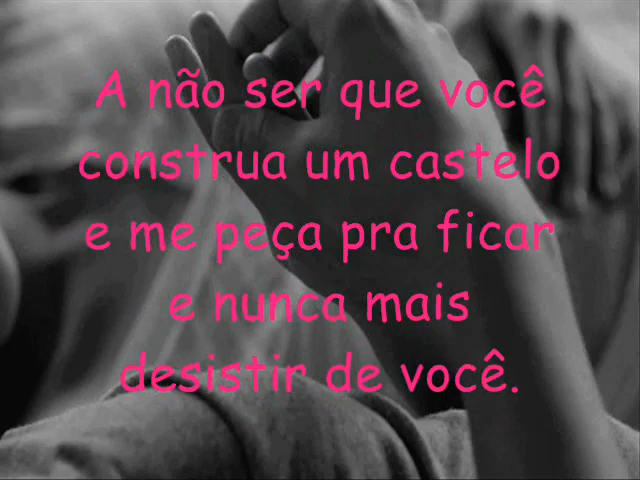 A não ser que você
construa um castelo
e me peça pra ficar
e nunca mais
desistir de você.